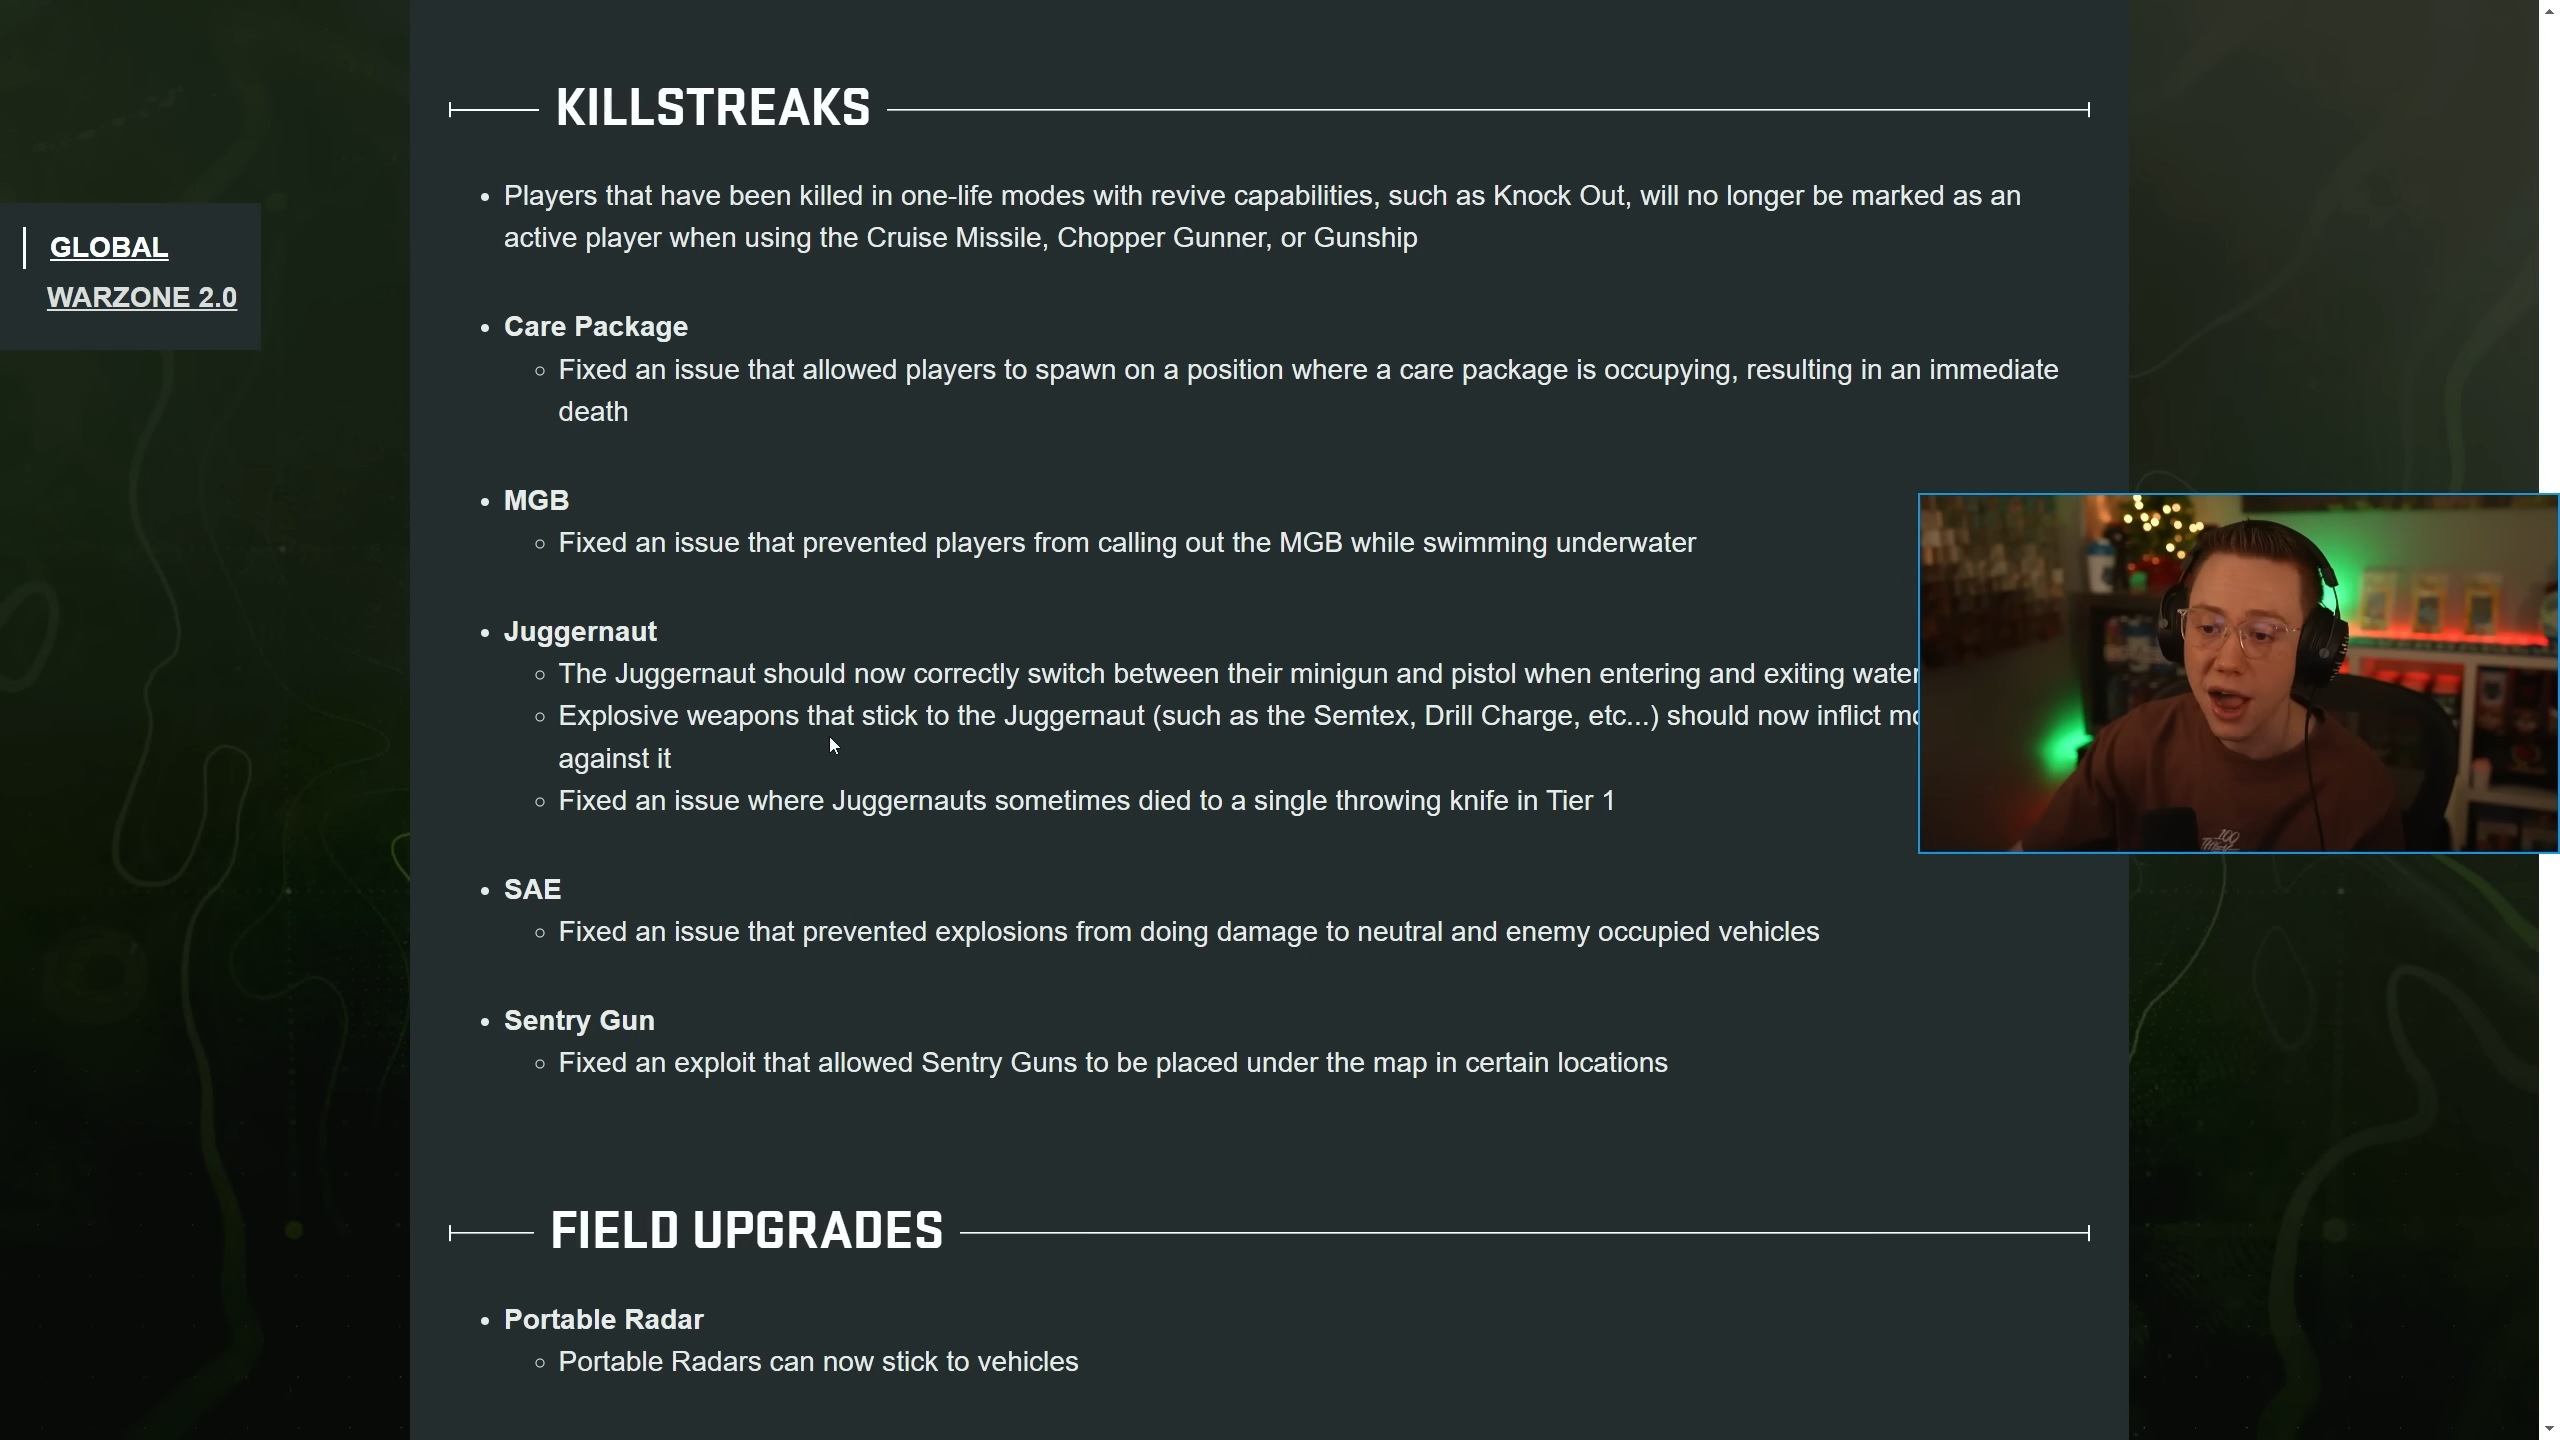 KILLSTREAKS
Players that have been killed in one-life modes with revive capabilities, such as Knock Out, will no longer be marked as an
active player when using the Cruise Missile, Chopper Gunner, or Gunship
GLOBAL
WARZONE 2.0
Care Package
Fixed an issue that allowed players to spawn on a position where a care package is occupying, resulting in an immediate
death
MGB
Fixed an issue that prevented players from calling out the MGB while swimming underwater
Juggernaut
The Juggernaut should now correctly switch between their minigun and pistol when entering and exiting water
Explosive weapons that stick to the Juggernaut (such as the Semtex, Drill Charge, etc...) should now inflict
against it
Fixed an issue where Juggernauts sometimes died to a single throwing knife in Tier 1
100
SAE
Fixed an issue that prevented explosions from doing damage to neutral and enemy occupied vehicles
Sentry Gun
Fixed an exploit that allowed Sentry Guns to be placed under the map in certain locations
FIELD UPGRADES
Portable Radar
Portable Radars can now stick to vehicles